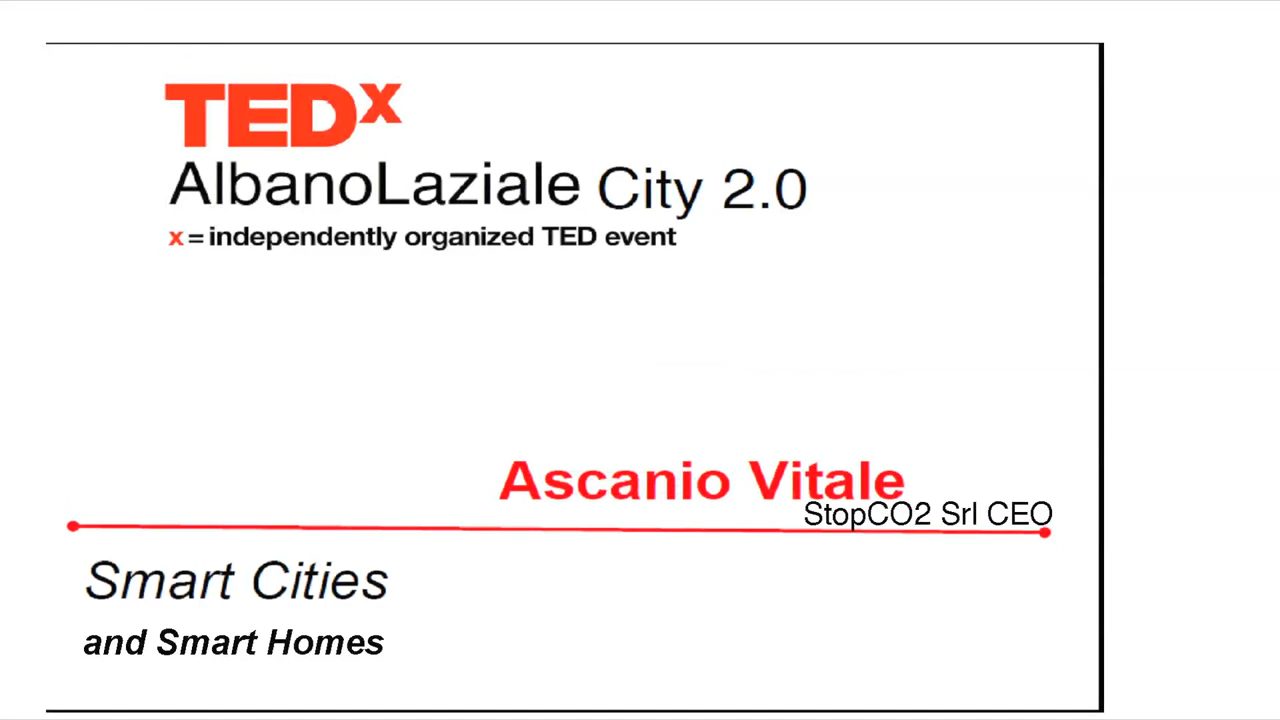 TEDx
AlbanoLaziale City 2.0
x = independently organized TED event
Ascanio Vitale
StopCO2 Srl CEO
Smart Cities
and Smart Homes